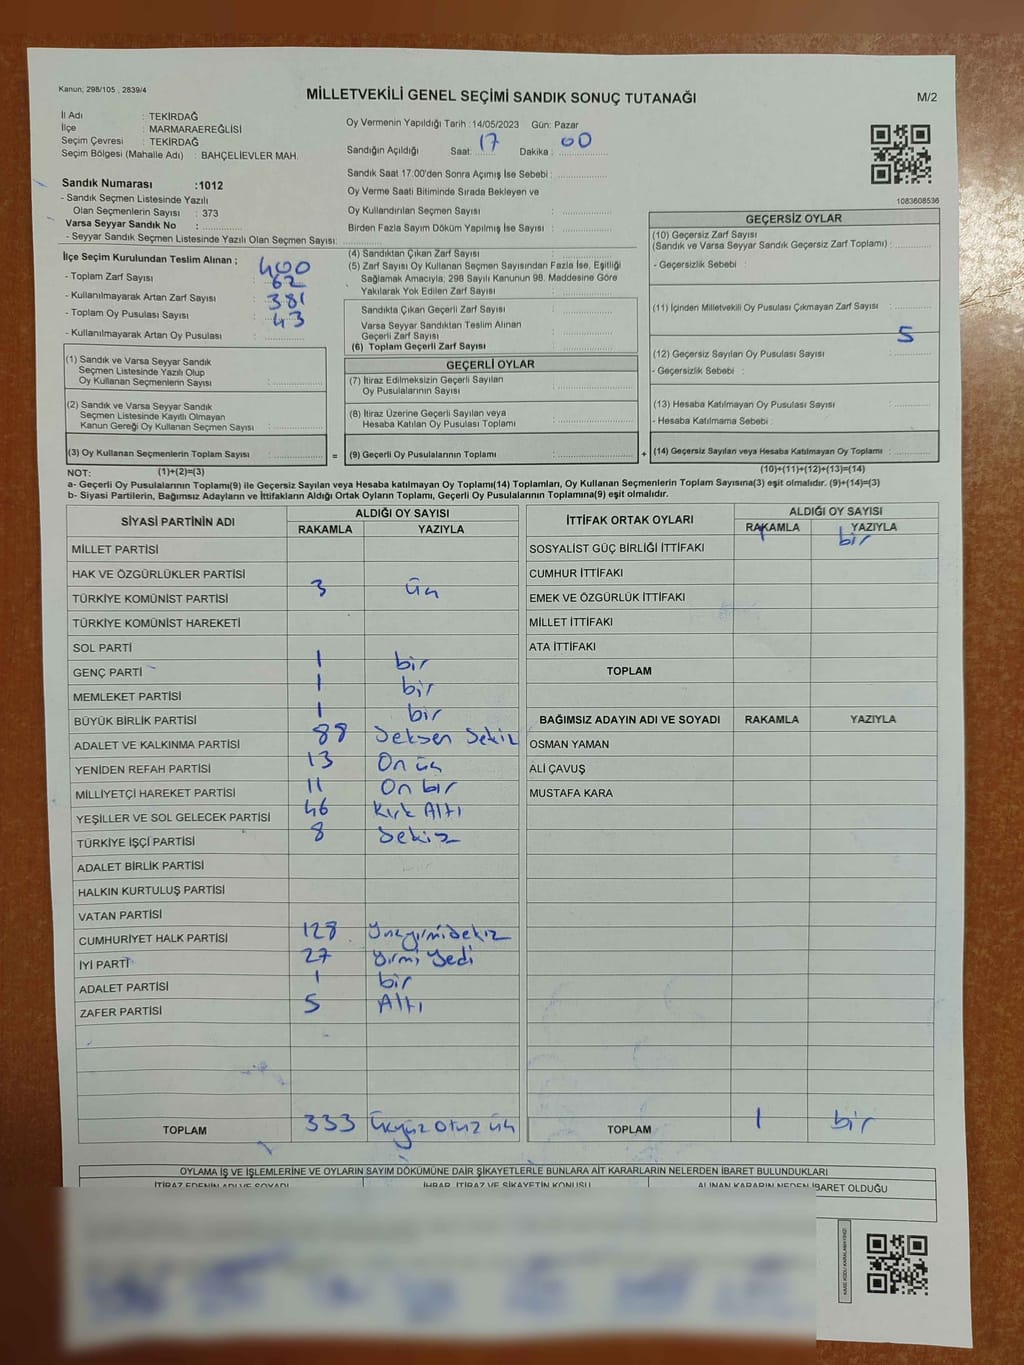 Kanun; 298/105 , 2839/4
MİLLETVEKİLİ GENEL SEÇİMİ SANDIK SONUÇ TUTANAĞI
M/2
İl Adı : TEKİRDAĞ
İlçe : MARMARAEREĞLİSİ
Seçim Çevresi : TEKİRDAĞ
Seçim Bölgesi (Mahalle Adı) : BAHÇELİEVLER MAH.
Oy Vermenin Yapıldığı Tarih : 14/05/2023 Gün: Pazar
Sandığın Açıldığı Saat: 17 Dakika : 00
Sandık Saat 17.00'den Sonra Açımış İse Sebebi :
Oy Verme Saati Bitiminde Sırada Bekleyen ve
Oy Kullandırılan Seçmen Sayısı :
Birden Fazla Sayım Döküm Yapılmış İse Sayısı :
1083608536
Sandık Numarası :1012
- Sandık Seçmen Listesinde Yazılı
Olan Seçmenlerin Sayısı : 373
Varsa Seyyar Sandık No :
- Seyyar Sandık Seçmen Listesinde Yazılı Olan Seçmen Sayısı:
İlçe Seçim Kurulundan Teslim Alınan ;
- Toplam Zarf Sayısı : 400
- Kullanılmayarak Artan Zarf Sayısı : 62
- Toplam Oy Pusulası Sayısı : 381
- Kullanılmayarak Artan Oy Pusulası : 43
(1) Sandık ve Varsa Seyyar Sandık
Seçmen Listesinde Yazılı Olup
Oy Kullanan Seçmenlerin Sayısı :
(2) Sandık ve Varsa Seyyar Sandık
Seçmen Listesinde Kayıtlı Olmayan
Kanun Gereği Oy Kullanan Seçmen Sayısı :
(3) Oy Kullanan Seçmenlerin Toplam Sayısı : =
(4) Sandıktan Çıkan Zarf Sayısı :
(5) Zarf Sayısı Oy Kullanan Seçmen Sayısından Fazla İse, Eşitliği
Sağlamak Amacıyla; 298 Sayılı Kanunun 98. Maddesine Göre
Yakılarak Yok Edilen Zarf Sayısı :
Sandıkta Çıkan Geçerli Zarf Sayısı :
Varsa Seyyar Sandıktan Teslim Alınan
Geçerli Zarf Sayısı :
(6) Toplam Geçerli Zarf Sayısı :
GEÇERLİ OYLAR
(7) İtiraz Edilmeksizin Geçerli Sayılan
Oy Pusulalarının Sayısı :
(8) İtiraz Üzerine Geçerli Sayılan veya
Hesaba Katılan Oy Pusulası Toplamı :
(9) Geçerli Oy Pusulalarının Toplamı : +
GEÇERSİZ OYLAR
(10) Geçersiz Zarf Sayısı
(Sandık ve Varsa Seyyar Sandık Geçersiz Zarf Toplamı) :
- Geçersizlik Sebebi :
(11) İçinden Milletvekili Oy Pusulası Çıkmayan Zarf Sayısı :
(12) Geçersiz Sayılan Oy Pusulası Sayısı : 5
- Geçersizlik Sebebi :
(13) Hesaba Katılmayan Oy Pusulası Sayısı :
- Hesaba Katılmama Sebebi :
(14) Geçersiz Sayılan veya Hesaba Katılmayan Oy Toplamı :
NOT: (1)+(2)=(3) (10)+(11)+(12)+(13)=(14)
a- Geçerli Oy Pusulalarının Toplamı(9) ile Geçersiz Sayılan veya Hesaba katılmayan Oy Toplamı(14) Toplamları, Oy Kullanan Seçmenlerin Toplam Sayısına(3) eşit olmalıdır. (9)+(14)=(3)
b- Siyasi Partilerin, Bağımsız Adayların ve İttifakların Aldığı Ortak Oyların Toplamı, Geçerli Oy Pusulalarının Toplamına(9) eşit olmalıdır.
SİYASİ PARTİNİN ADI ALDIĞI OY SAYISI
RAKAMLA YAZIYLA
MİLLET PARTİSİ
HAK VE ÖZGÜRLÜKLER PARTİSİ
TÜRKİYE KOMÜNİST PARTİSİ 3 üç
TÜRKİYE KOMÜNİST HAREKETİ
SOL PARTİ
GENÇ PARTİ 1 bir
MEMLEKET PARTİSİ 1 bir
BÜYÜK BİRLİK PARTİSİ 1 bir
ADALET VE KALKINMA PARTİSİ 88 Seksen Sekiz
YENİDEN REFAH PARTİSİ 13 On üç
MİLLİYETÇİ HAREKET PARTİSİ 11 On bir
YEŞİLLER VE SOL GELECEK PARTİSİ 46 Kırk Altı
TÜRKİYE İŞÇİ PARTİSİ 8 Sekiz
ADALET BİRLİK PARTİSİ
HALKIN KURTULUŞ PARTİSİ
VATAN PARTİSİ
CUMHURİYET HALK PARTİSİ 128 Yüzyirmisekiz
İYİ PARTİ 27 Yirmi Yedi
ADALET PARTİSİ 1 bir
ZAFER PARTİSİ 5 Altı
TOPLAM 333 Üçyüz otuz üç
İTTİFAK ORTAK OYLARI ALDIĞI OY SAYISI
RAKAMLA YAZIYLA
SOSYALİST GÜÇ BİRLİĞİ İTTİFAKI 1 bir
CUMHUR İTTİFAKI
EMEK VE ÖZGÜRLÜK İTTİFAKI
MİLLET İTTİFAKI
ATA İTTİFAKI
TOPLAM
BAĞIMSIZ ADAYIN ADI VE SOYADI RAKAMLA YAZIYLA
OSMAN YAMAN
ALİ ÇAVUŞ
MUSTAFA KARA
TOPLAM 1 bir
OYLAMA İŞ VE İŞLEMLERİNE VE OYLARIN SAYIM DÖKÜMÜNE DAİR ŞİKAYETLERLE BUNLARA AİT KARARLARIN NELERDEN İBARET BULUNDUKLARI
İTİRAZ EDENİN ADI VE SOYADI İHBAR, İTİRAZ VE ŞİKAYETİN KONUSU ALINAN KARARIN NEDEN İBARET OLDUĞU